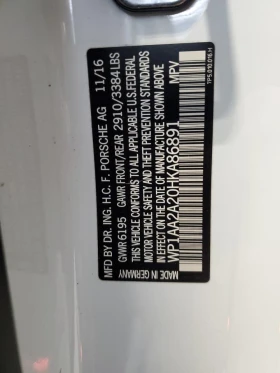 MFD BY DR. ING. H.C. F. PORSCHE AG 11/16
GVWR 6195 GAWR FRONT/REAR 2910/3384LBS
THIS VEHICLE CONFORMS TO ALL APPLICABLE U.S.FEDERAL
MOTOR VEHICLE SAFETY AND THEFT PREVENTION STANDARDS
IN EFFECT ON THE DATE OF MANUFACTURE SHOWN ABOVE.
WP1AA2A20HKA86891 MPV
MADE IN GERMANY